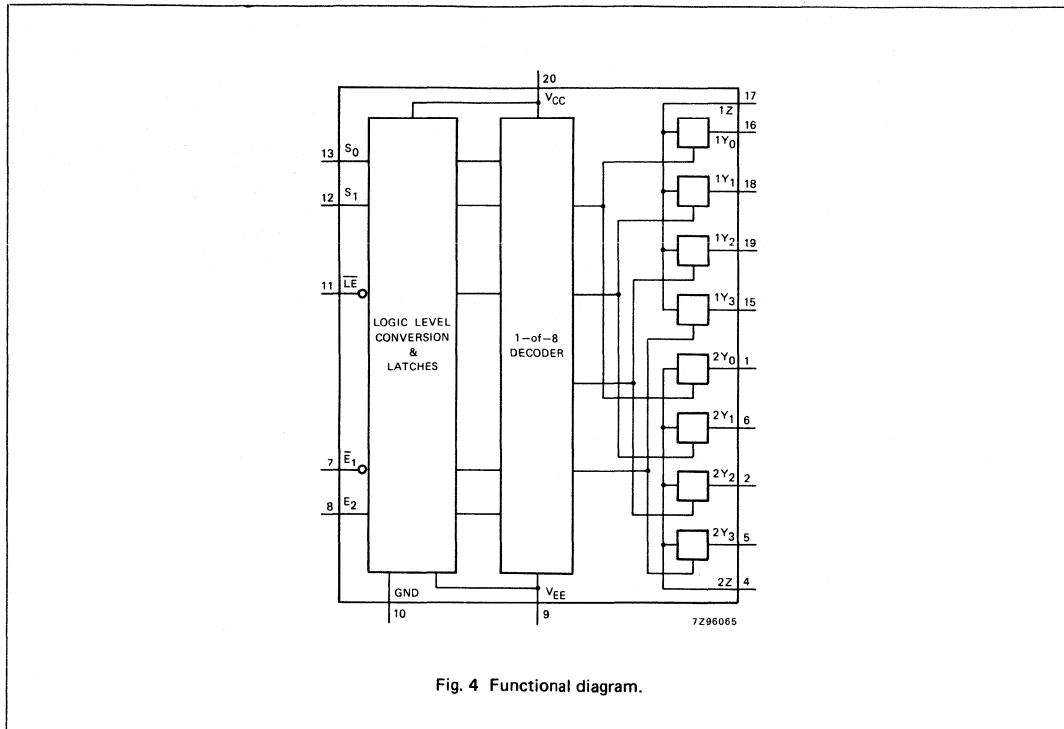 20
VCC
17
1Z
16
1Y0
13 S0
1Y1
18
12 S1
1Y2
19
11 L̅E̅
1Y3
15
LOGIC LEVEL
CONVERSION
&
LATCHES
1-of-8
DECODER
2Y0
1
2Y1
6
7 E̅1
2Y2
2
8 E2
2Y3
5
2Z
4
GND
VEE
10
9
7Z96065
Fig. 4 Functional diagram.